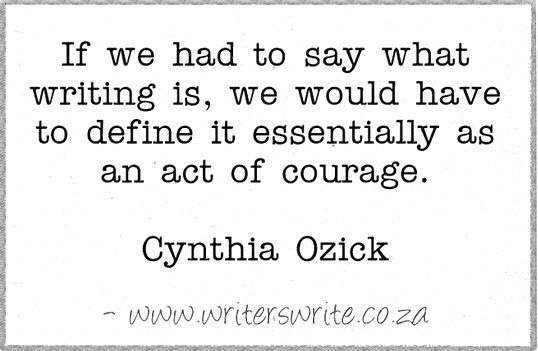 If we had to say what
writing is, we would have
to define it essentially as
an act of courage.
Cynthia Ozick
- www.writerswrite.co.za